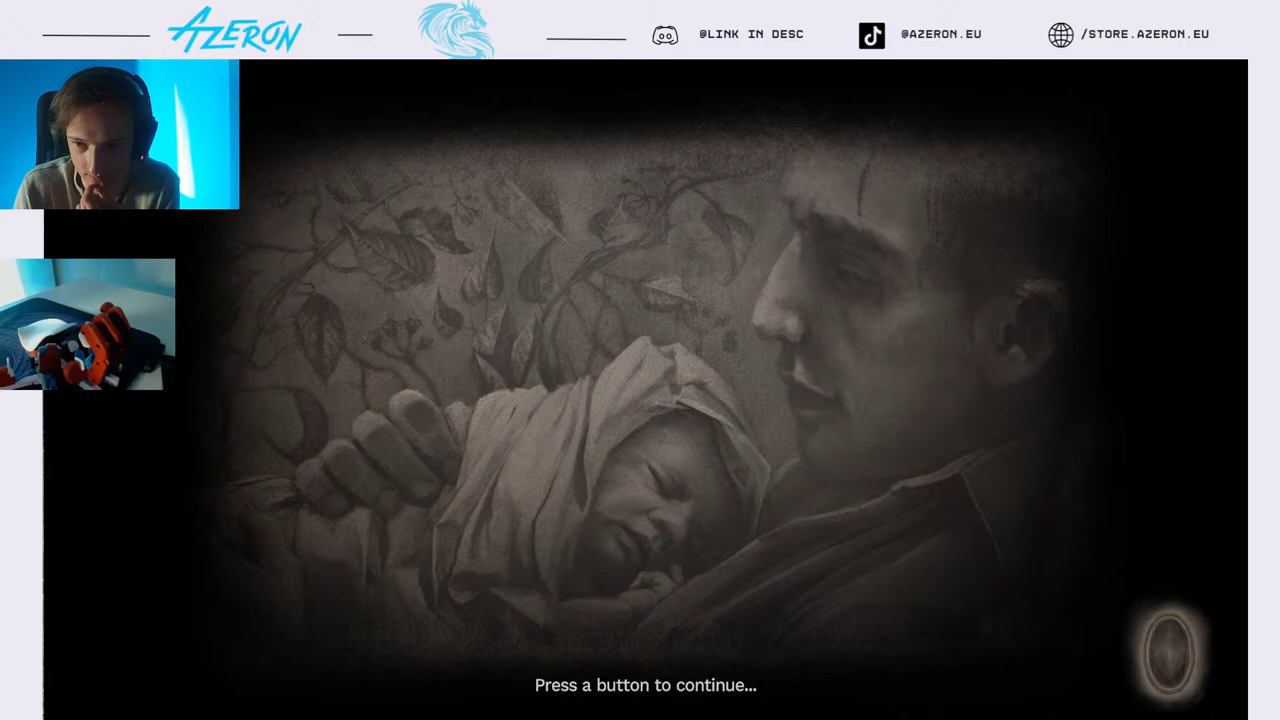 AZERON
@LINK IN DESC
@AZERON.EU
/STORE.AZERON.EU
Press a button to continue...